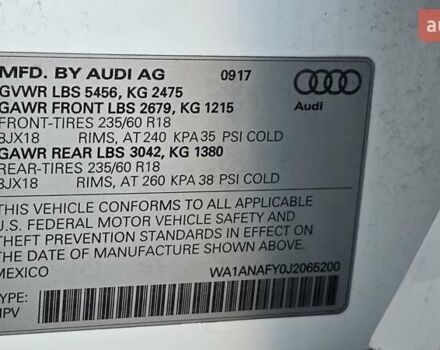 MFD. BY AUDI AG 0917
GVWR LBS 5456, KG 2475
GAWR FRONT LBS 2679, KG 1215
FRONT-TIRES 235/60 R18
8JX18 RIMS, AT 240 KPA 35 PSI COLD
GAWR REAR LBS 3042, KG 1380
REAR-TIRES 235/60 R18
8JX18 RIMS, AT 260 KPA 38 PSI COLD
Audi
THIS VEHICLE CONFORMS TO ALL APPLICABLE
U.S. FEDERAL MOTOR VEHICLE SAFETY AND
THEFT PREVENTION STANDARDS IN EFFECT ON
THE DATE OF MANUFACTURE SHOWN ABOVE.
MEXICO WA1ANAFY0J2065200
TYPE:
MPV